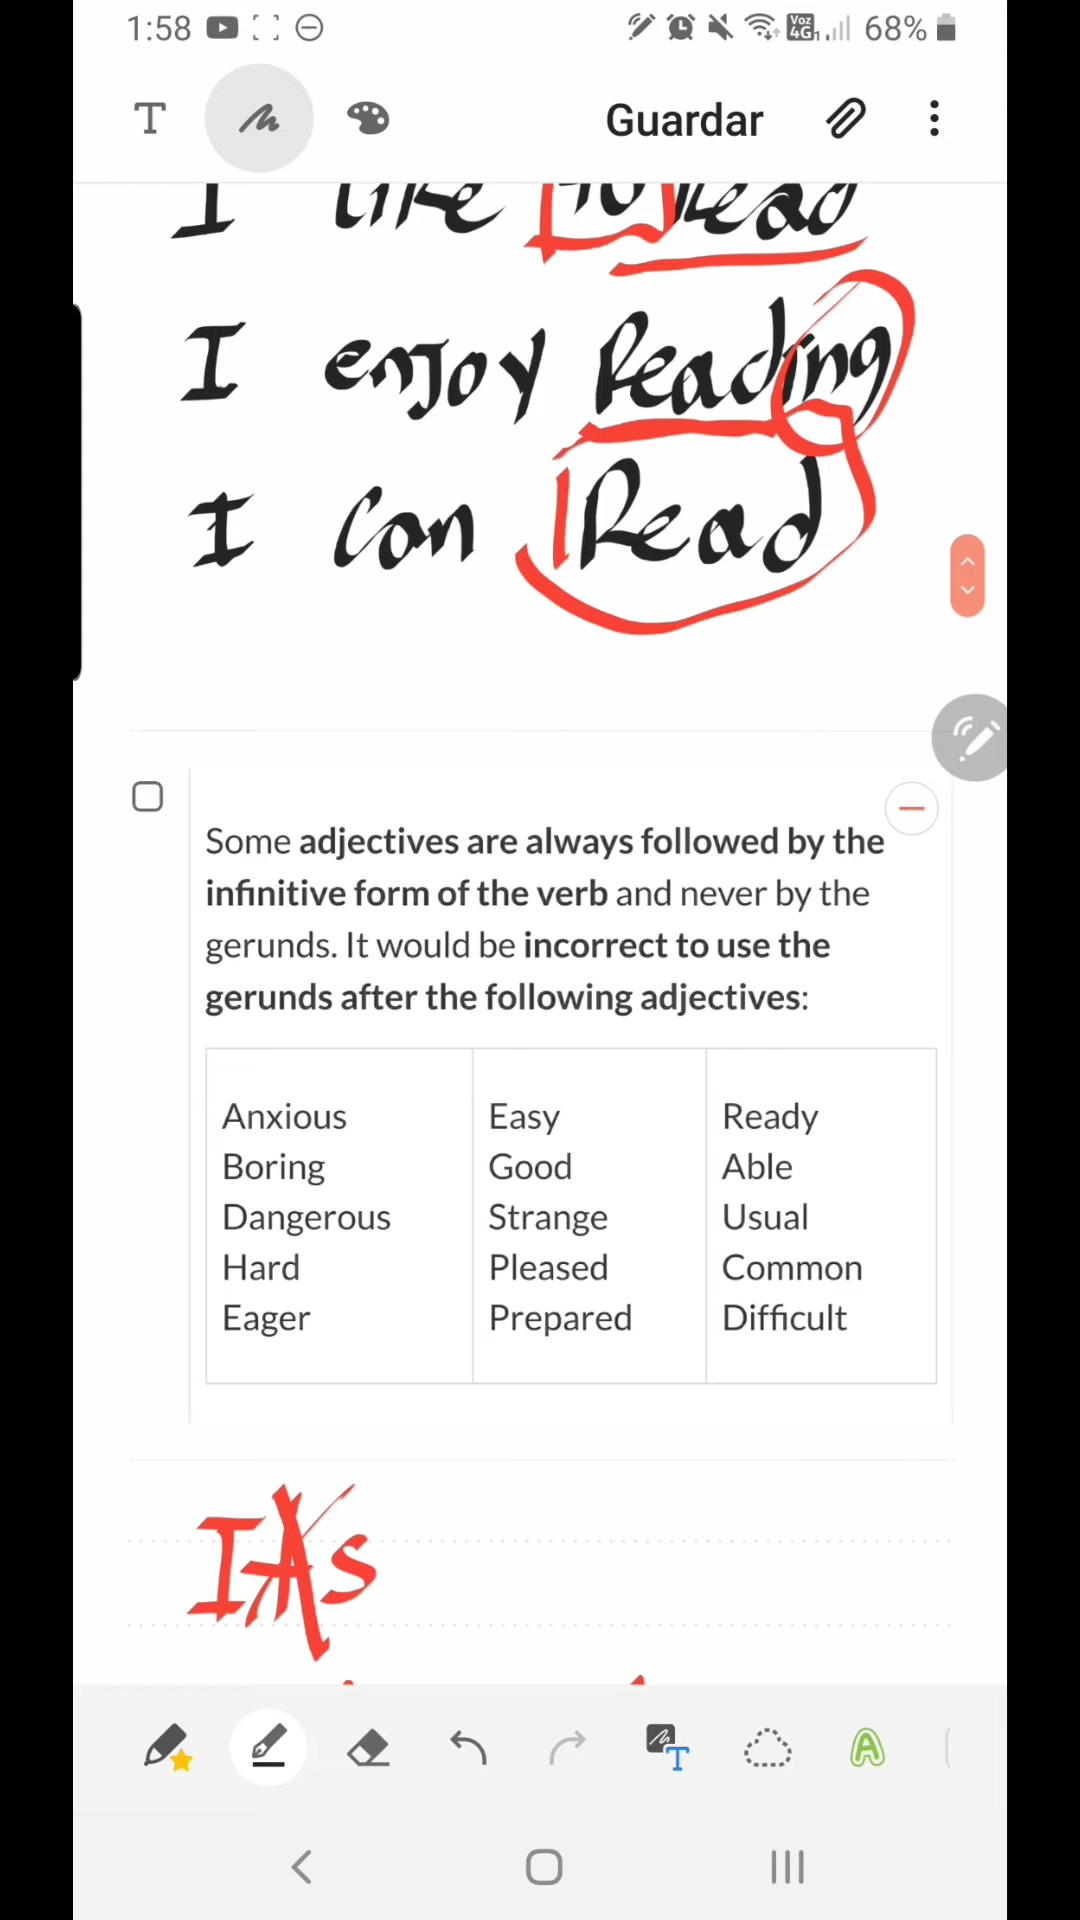 1:58 Voz 4G 68%
T Guardar
I like to Read
I enjoy Reading
I Can Read
Some adjectives are always followed by the
infinitive form of the verb and never by the
gerunds. It would be incorrect to use the
gerunds after the following adjectives:
Anxious Easy Ready
Boring Good Able
Dangerous Strange Usual
Hard Pleased Common
Eager Prepared Difficult